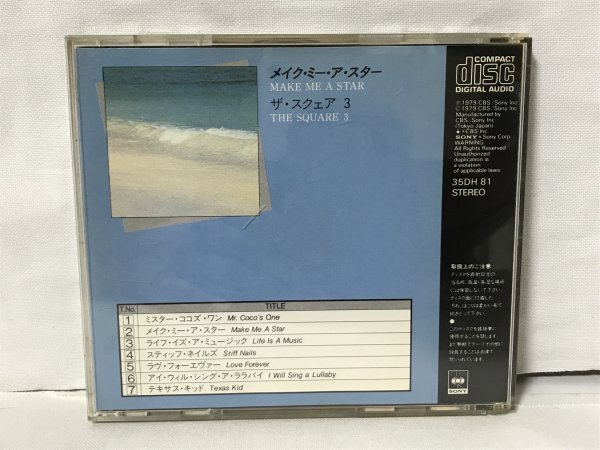 メイク・ミー・ア・スター
MAKE ME A STAR
ザ・スクェア 3
THE SQUARE 3
COMPACT
disc
DIGITAL AUDIO
Ⓟ 1979 CBS/Sony Inc
© 1979 CBS/Sony Inc
Manufactured by
CBS/Sony Inc
(Tokyo Japan)
● CBS Inc
SONY ® Sony Corp
WARNING:
All Rights Reserved
Unauthorized
duplication is
a violation
of applicable laws.
35DH 81
STEREO
取扱上のご注意
T.No. TITLE
1 ミスター・ココズ・ワン Mr. Coco's One
2 メイク・ミー・ア・スター Make Me A Star
3 ライフ・イズ・ア・ミュージック Life Is A Music
4 スティッフ・ネイルズ Stiff Nails
5 ラヴ・フォーエヴァー Love Forever
6 アイ・ウィル・シング・ア・ララバイ I Will Sing a Lullaby
7 テキサス・キッド Texas Kid
SONY